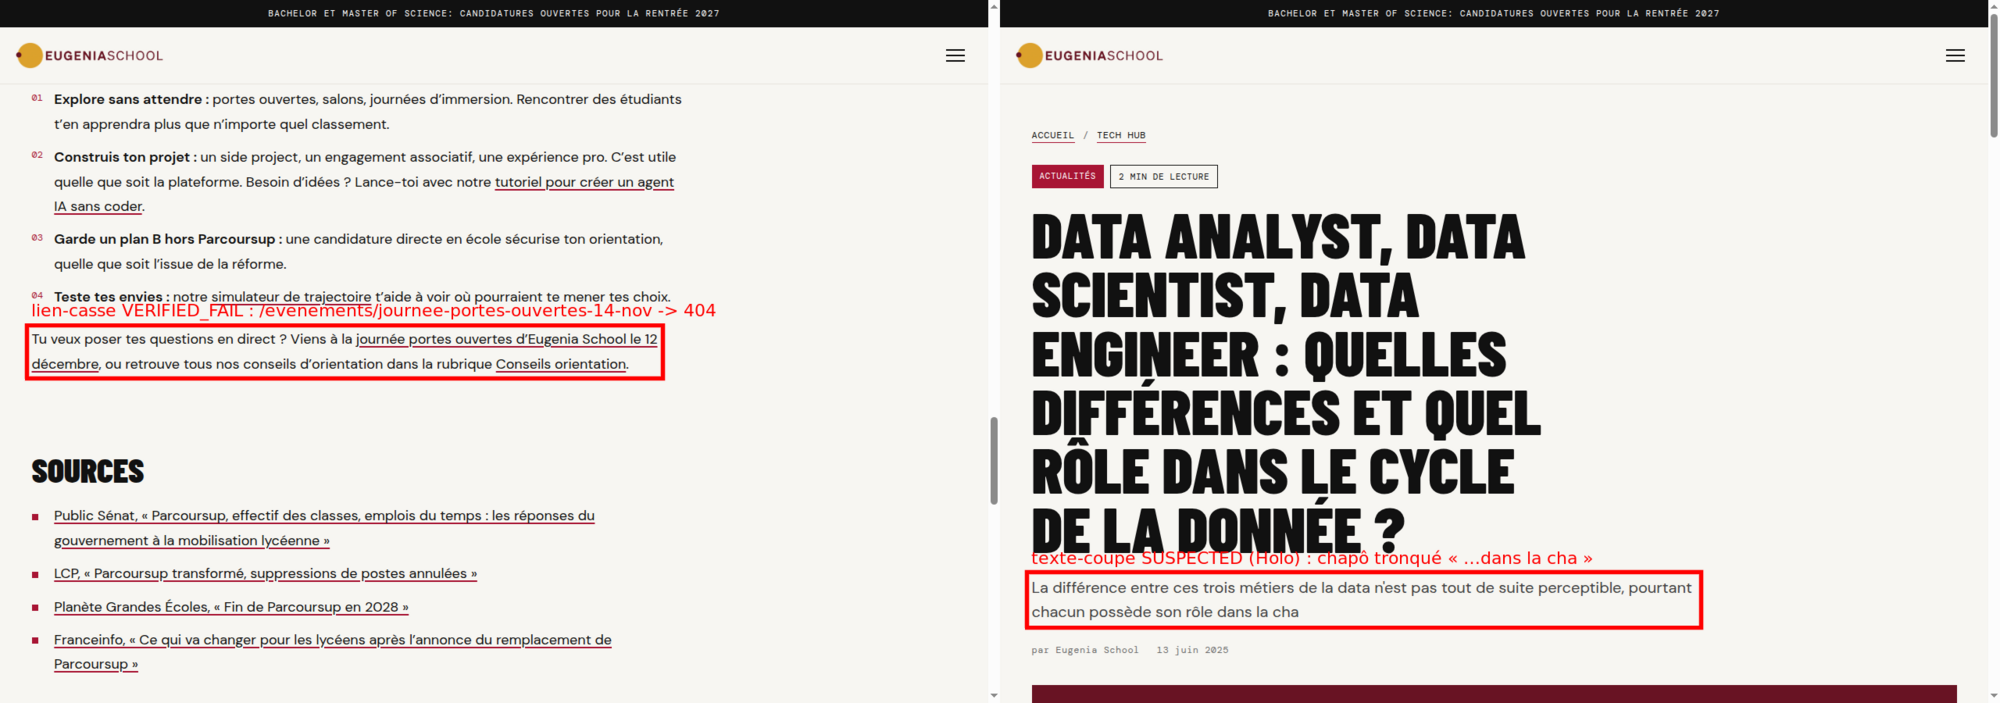 BACHELOR ET MASTER OF SCIENCE: CANDIDATURES OUVERTES POUR LA RENTRÉE 2027
EUGENIASCHOOL
01 Explore sans attendre : portes ouvertes, salons, journées d’immersion. Rencontrer des étudiants
t’en apprendra plus que n’importe quel classement.
02 Construis ton projet : un side project, un engagement associatif, une expérience pro. C’est utile
quelle que soit la plateforme. Besoin d’idées ? Lance-toi avec notre tutoriel pour créer un agent
IA sans coder.
03 Garde un plan B hors Parcoursup : une candidature directe en école sécurise ton orientation,
quelle que soit l’issue de la réforme.
04 Teste tes envies : notre simulateur de trajectoire t’aide à voir où pourraient te mener tes choix.
lien-casse VERIFIED_FAIL : /evenements/journee-portes-ouvertes-14-nov -> 404
Tu veux poser tes questions en direct ? Viens à la journée portes ouvertes d’Eugenia School le 12
décembre, ou retrouve tous nos conseils d’orientation dans la rubrique Conseils orientation.
SOURCES
Public Sénat, « Parcoursup, effectif des classes, emplois du temps : les réponses du
gouvernement à la mobilisation lycéenne »
LCP, « Parcoursup transformé, suppressions de postes annulées »
Planète Grandes Écoles, « Fin de Parcoursup en 2028 »
Franceinfo, « Ce qui va changer pour les lycéens après l’annonce du remplacement de
Parcoursup »
BACHELOR ET MASTER OF SCIENCE: CANDIDATURES OUVERTES POUR LA RENTRÉE 2027
EUGENIASCHOOL
ACCUEIL / TECH HUB
ACTUALITÉS 2 MIN DE LECTURE
DATA ANALYST, DATA
SCIENTIST, DATA
ENGINEER : QUELLES
DIFFÉRENCES ET QUEL
RÔLE DANS LE CYCLE
DE LA DONNÉE ?
texte-coupe SUSPECTED (Holo) : chapô tronqué « ...dans la cha »
La différence entre ces trois métiers de la data n'est pas tout de suite perceptible, pourtant
chacun possède son rôle dans la cha
par Eugenia School 13 juin 2025